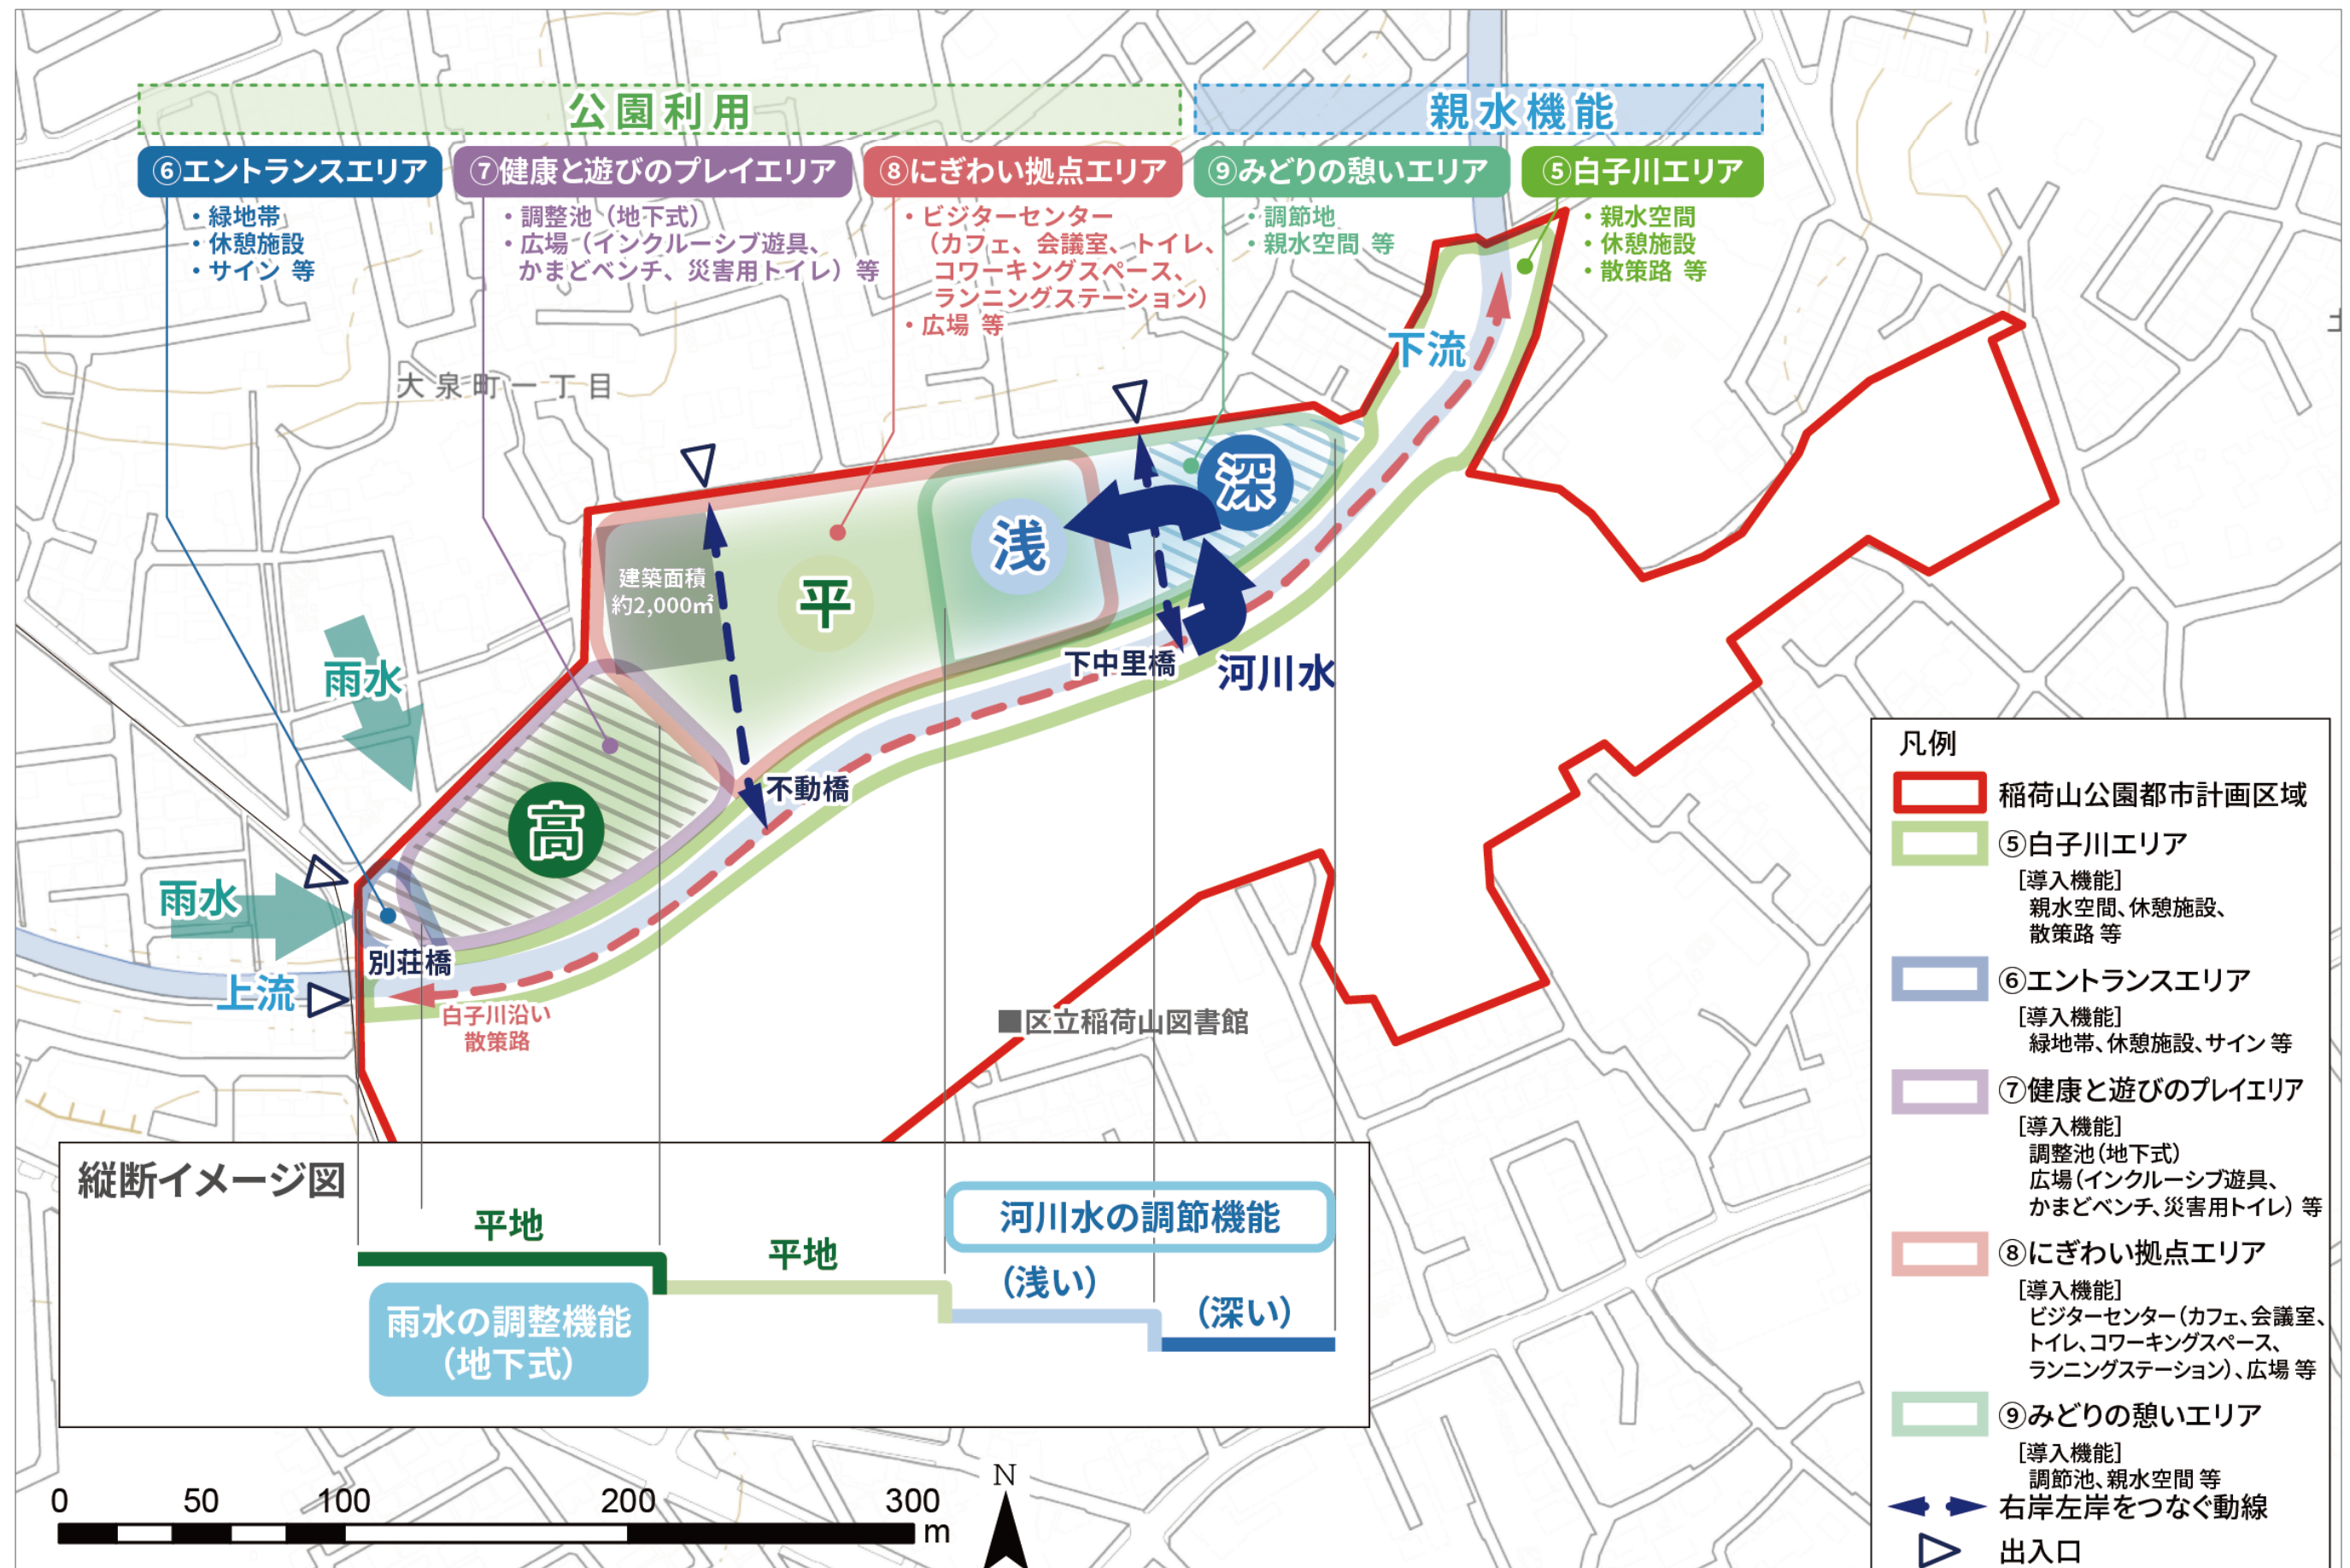 公園利用
親水機能
⑥エントランスエリア
・緑地帯
・休憩施設
・サイン 等
⑦健康と遊びのプレイエリア
・調整池（地下式）
・広場（インクルーシブ遊具、
かまどベンチ、災害用トイレ）等
⑧にぎわい拠点エリア
・ビジターセンター
（カフェ、会議室、トイレ、
コワーキングスペース、
ランニングステーション）
・広場 等
⑨みどりの憩いエリア
・調節地
・親水空間 等
⑤白子川エリア
・親水空間
・休憩施設
・散策路 等
大泉町一丁目
下流
深
浅
平
建築面積
約2,000㎡
雨水
下中里橋
河川水
不動橋
高
雨水
別荘橋
上流
白子川沿い
散策路
■区立稲荷山図書館
縦断イメージ図
平地
平地
河川水の調節機能
（浅い）
（深い）
雨水の調整機能
（地下式）
0 50 100 200 300
m
N
凡例
稲荷山公園都市計画区域
⑤白子川エリア
［導入機能］
親水空間、休憩施設、
散策路 等
⑥エントランスエリア
［導入機能］
緑地帯、休憩施設、サイン 等
⑦健康と遊びのプレイエリア
［導入機能］
調整池（地下式）
広場（インクルーシブ遊具、
かまどベンチ、災害用トイレ）等
⑧にぎわい拠点エリア
［導入機能］
ビジターセンター（カフェ、会議室、
トイレ、コワーキングスペース、
ランニングステーション）、広場 等
⑨みどりの憩いエリア
［導入機能］
調節池、親水空間 等
右岸左岸をつなぐ動線
出入口